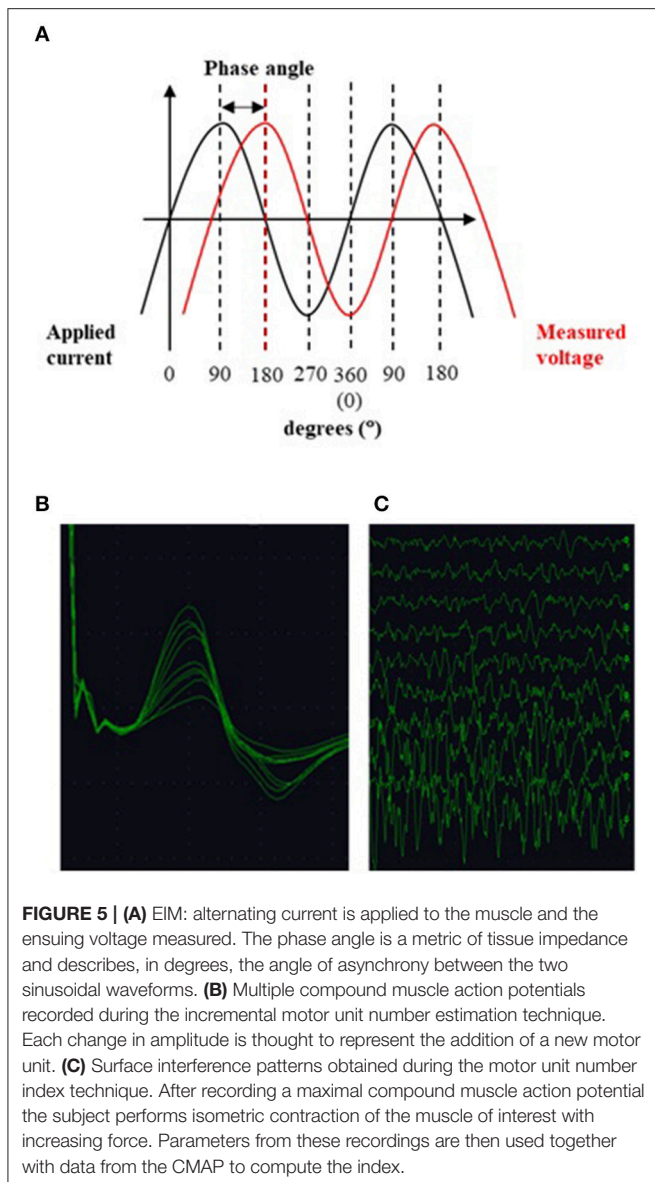 A
Phase angle
Applied
current
Measured
voltage
0 90 180 270 360 90 180
(0)
degrees (º)
B
C
FIGURE 5 | (A) EIM: alternating current is applied to the muscle and the
ensuing voltage measured. The phase angle is a metric of tissue impedance
and describes, in degrees, the angle of asynchrony between the two
sinusoidal waveforms. (B) Multiple compound muscle action potentials
recorded during the incremental motor unit number estimation technique.
Each change in amplitude is thought to represent the addition of a new motor
unit. (C) Surface interference patterns obtained during the motor unit number
index technique. After recording a maximal compound muscle action potential
the subject performs isometric contraction of the muscle of interest with
increasing force. Parameters from these recordings are then used together
with data from the CMAP to compute the index.